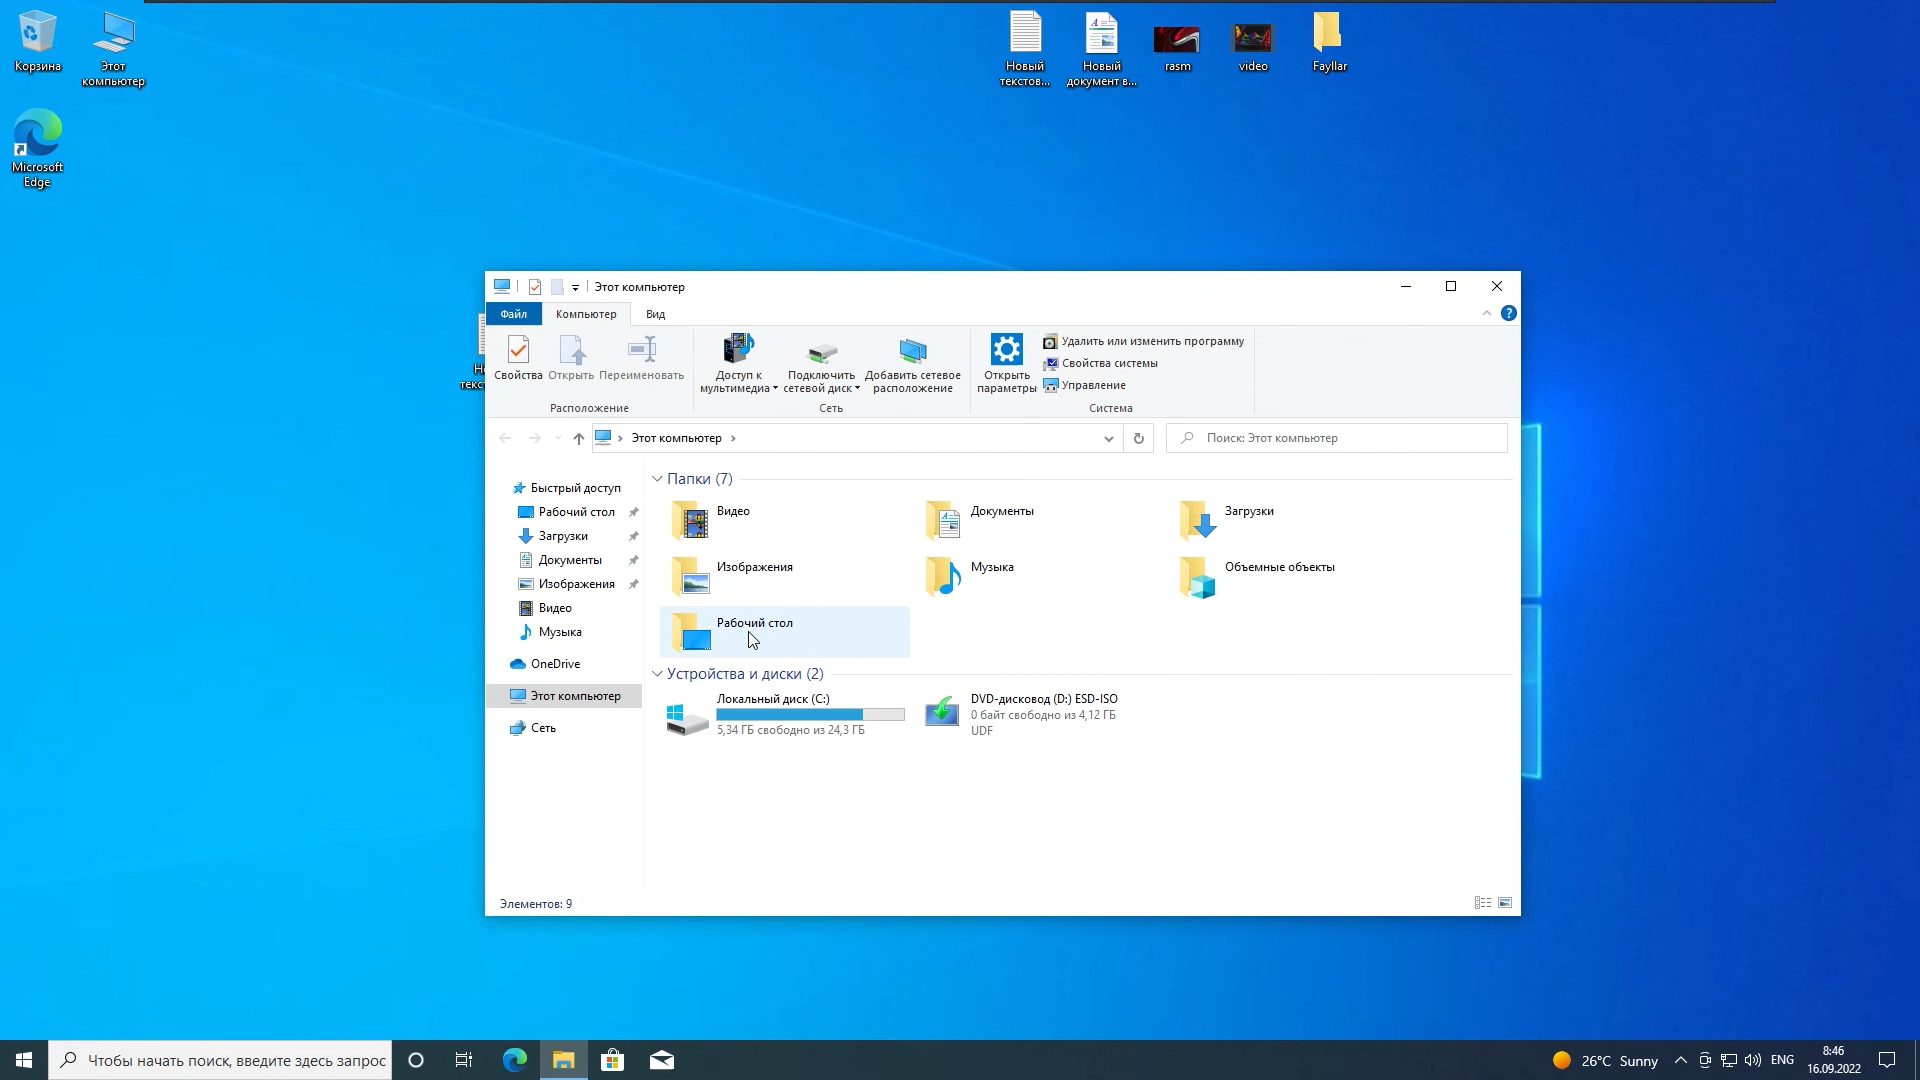 Корзина
Этот
компьютер
Новый
текстов...
Новый
документ в...
rasm
video
Fayllar
Microsoft
Edge
Этот компьютер
Файл
Компьютер
Вид
Свойства
Открыть
Переименовать
Доступ к
мультимедиа
Подключить
сетевой диск
Добавить сетевое
расположение
Открыть
параметры
Удалить или изменить программу
Свойства системы
Управление
Расположение
Сеть
Система
Этот компьютер
Поиск: Этот компьютер
Быстрый доступ
Рабочий стол
Загрузки
Документы
Изображения
Видео
Музыка
OneDrive
Этот компьютер
Сеть
Папки (7)
Видео
Документы
Загрузки
Изображения
Музыка
Объемные объекты
Рабочий стол
Устройства и диски (2)
Локальный диск (C:)
5,34 ГБ свободно из 24,3 ГБ
DVD-дисковод (D:) ESD-ISO
0 байт свободно из 4,12 ГБ
UDF
Элементов: 9
Чтобы начать поиск, введите здесь запрос
26°C Sunny
ENG
8:46
16.09.2022